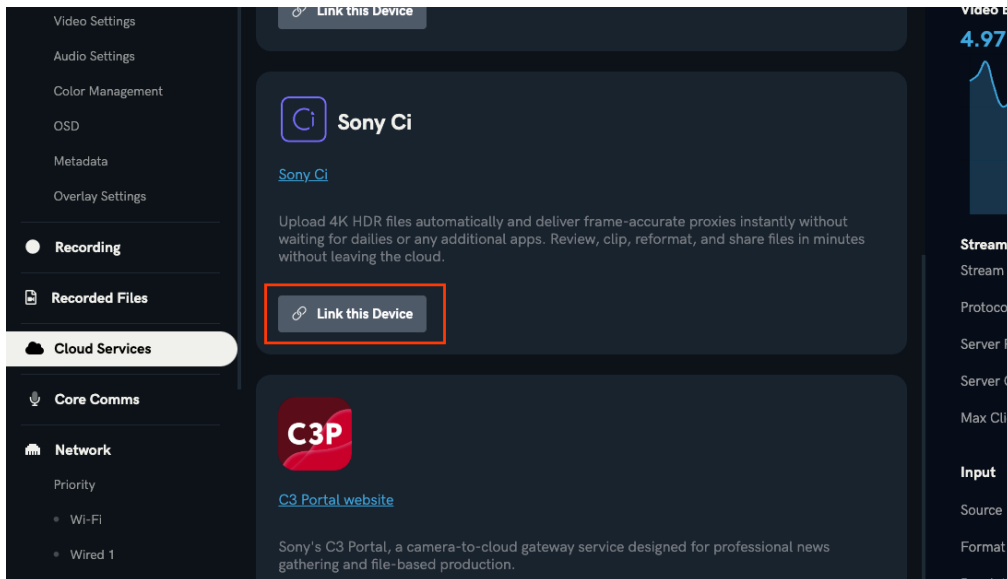 Video Settings
Audio Settings
Color Management
OSD
Metadata
Overlay Settings
Recording
Recorded Files
Cloud Services
Core Comms
Network
Priority
Wi-Fi
Wired 1
Link this Device
Ci Sony Ci
Sony Ci
Upload 4K HDR files automatically and deliver frame-accurate proxies instantly without
waiting for dailies or any additional apps. Review, clip, reformat, and share files in minutes
without leaving the cloud.
Link this Device
C3P
C3 Portal website
Sony's C3 Portal, a camera-to-cloud gateway service designed for professional news
gathering and file-based production.
Video
4.97
Stream
Stream
Server
Server
Max
Input
Source
Format